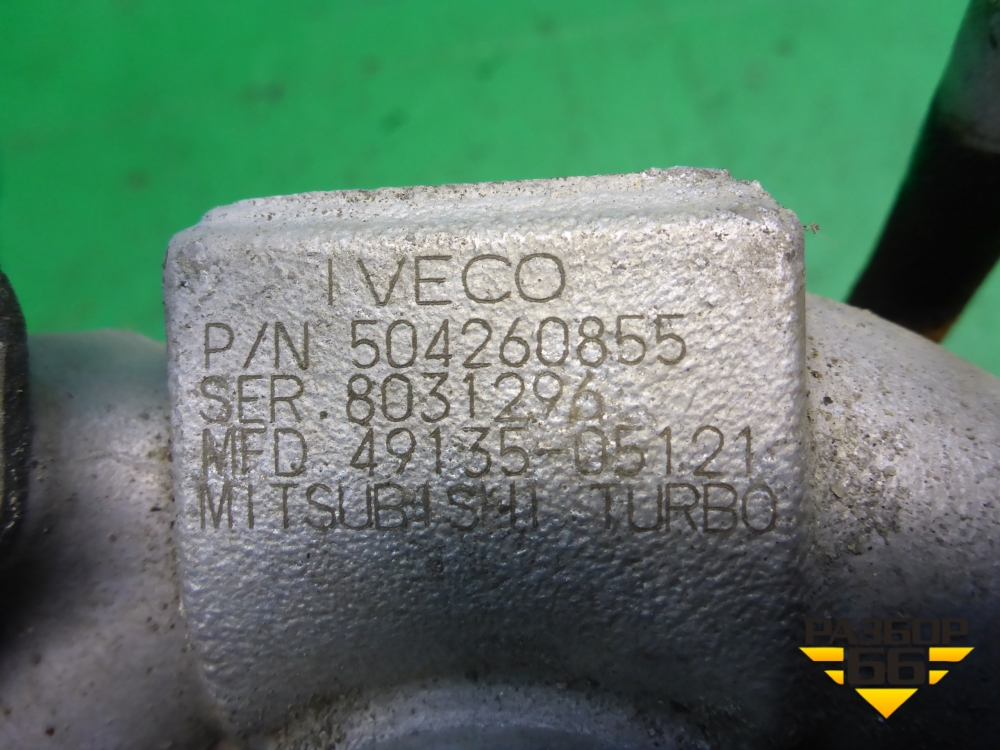 IVECO
P/N 504260855
SER. 8031296
MFD. 49135-05121
MITSUBISHI TURBO
РАЗБОР
66